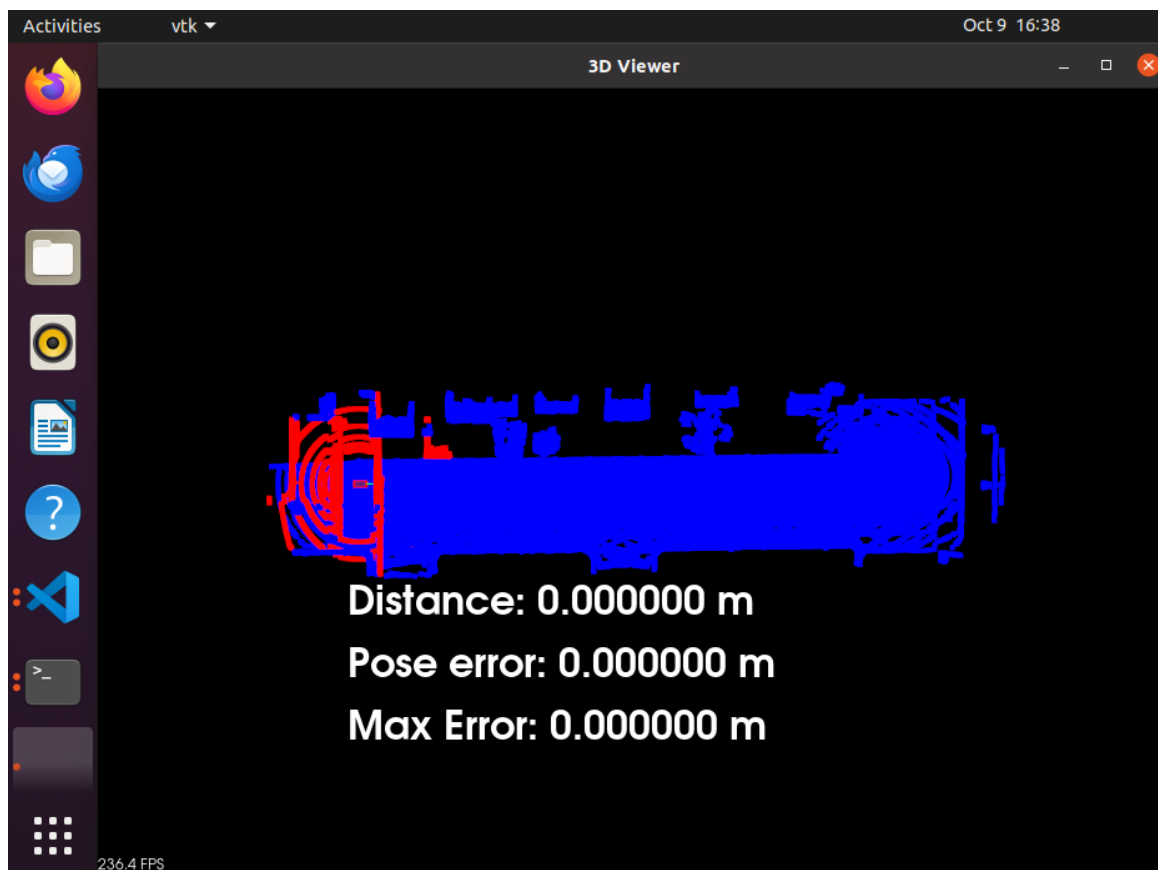 Activities vtk Oct 9 16:38
3D Viewer
Distance: 0.000000 m
Pose error: 0.000000 m
Max Error: 0.000000 m
236.4 FPS